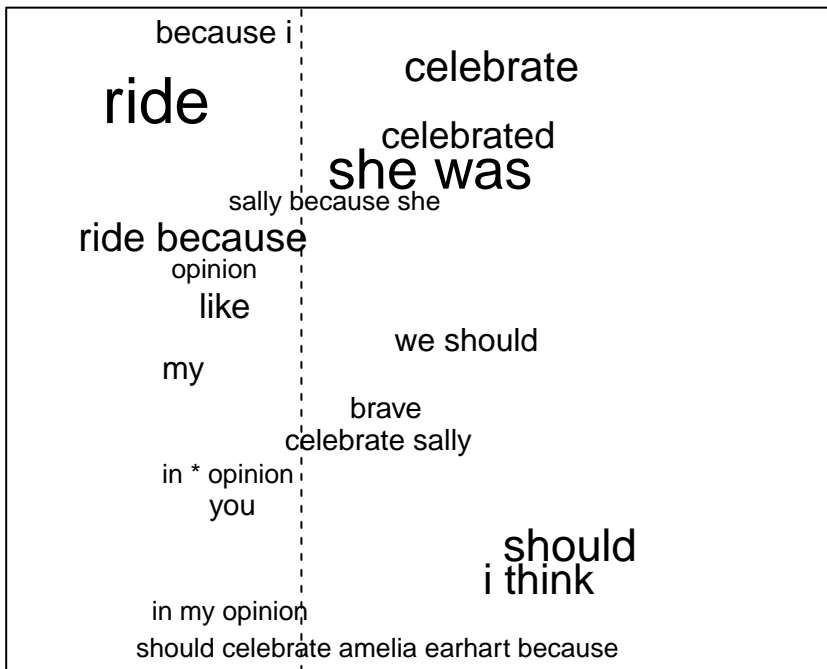 because i
celebrate
ride
celebrated
she was
sally because she
ride because
opinion
like
we should
my
brave
celebrate sally
in * opinion
you
should
i think
in my opinion
should celebrate amelia earhart because